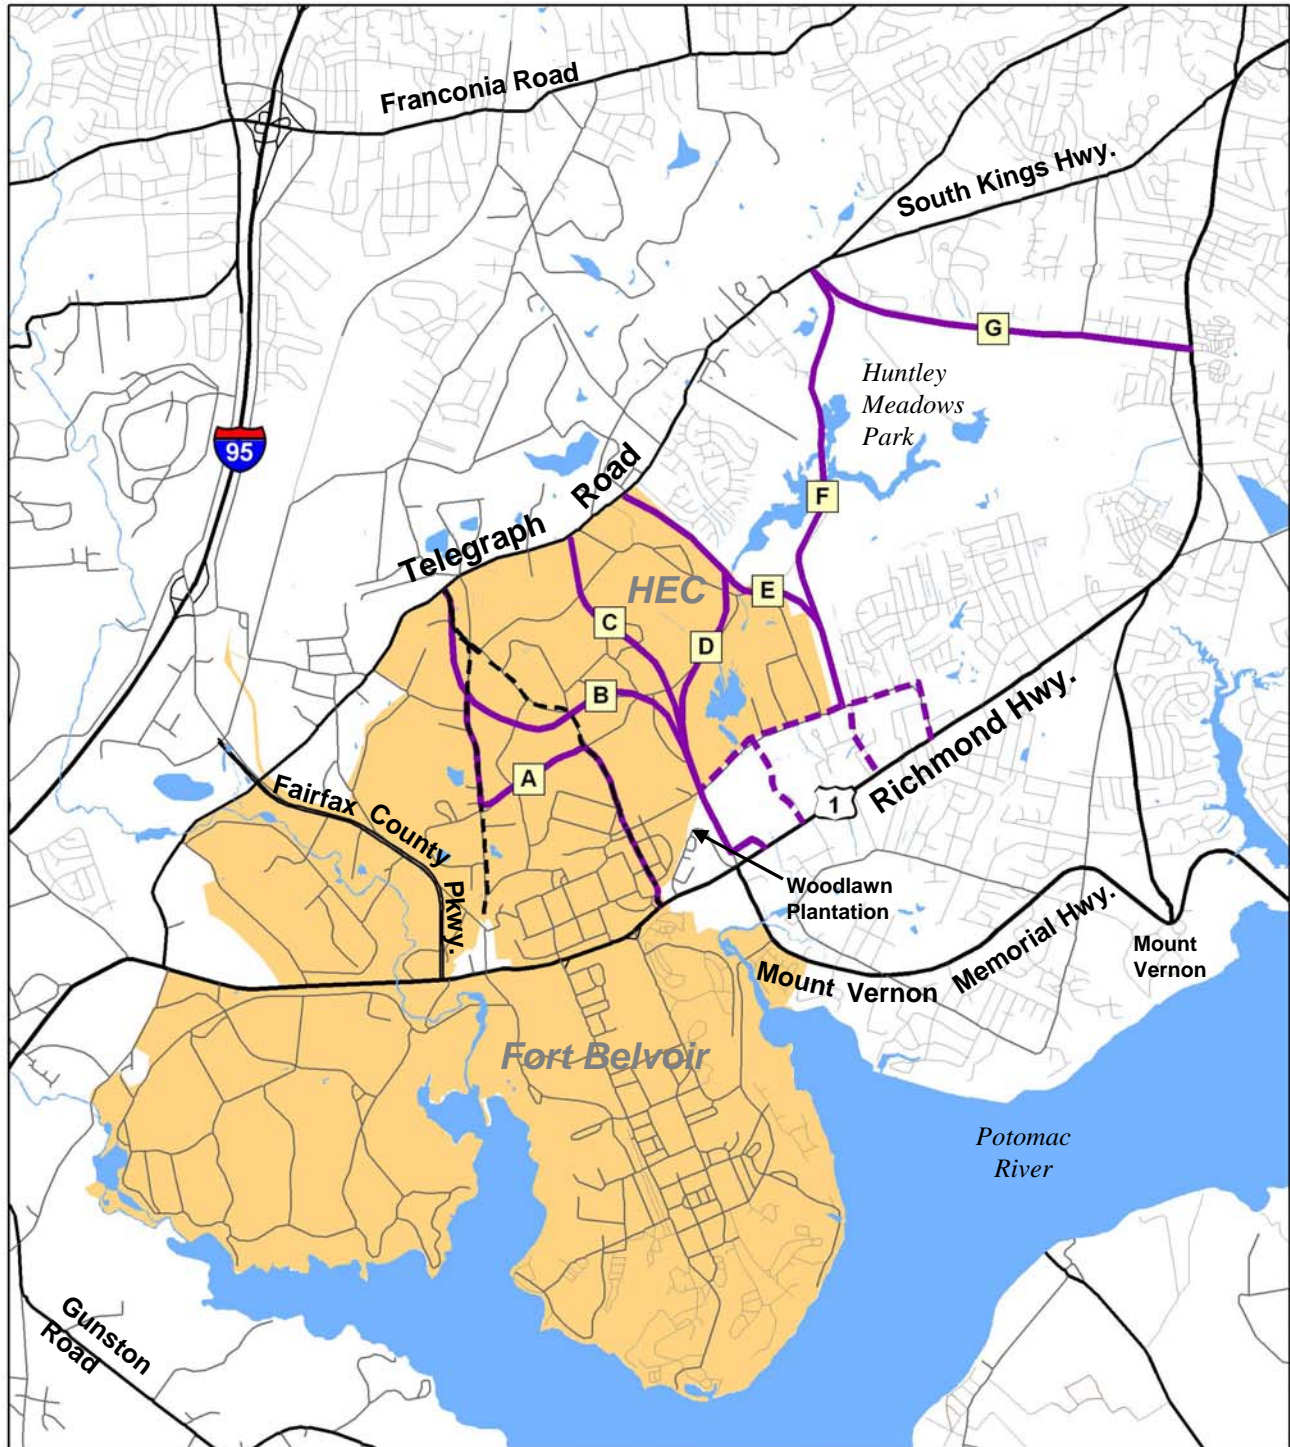 Franconia Road
South Kings Hwy.
G
Huntley
Meadows
Park
95
Telegraph Road
F
HEC
E
C
D
B
A
Richmond Hwy.
1
Fairfax County Pkwy.
Woodlawn
Plantation
Mount Vernon Memorial Hwy.
Mount
Vernon
Fort Belvoir
Potomac
River
Gunston
Road